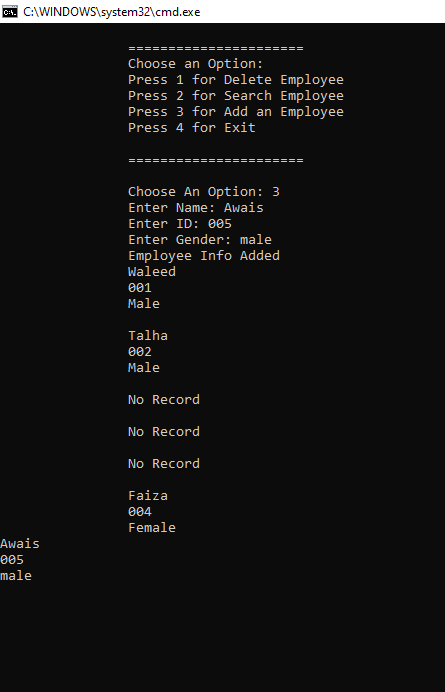 C:\WINDOWS\system32\cmd.exe
======================
Choose an Option:
Press 1 for Delete Employee
Press 2 for Search Employee
Press 3 for Add an Employee
Press 4 for Exit
======================
Choose An Option: 3
Enter Name: Awais
Enter ID: 005
Enter Gender: male
Employee Info Added
Waleed
001
Male
Talha
002
Male
No Record
No Record
No Record
Faiza
004
Female
Awais
005
male